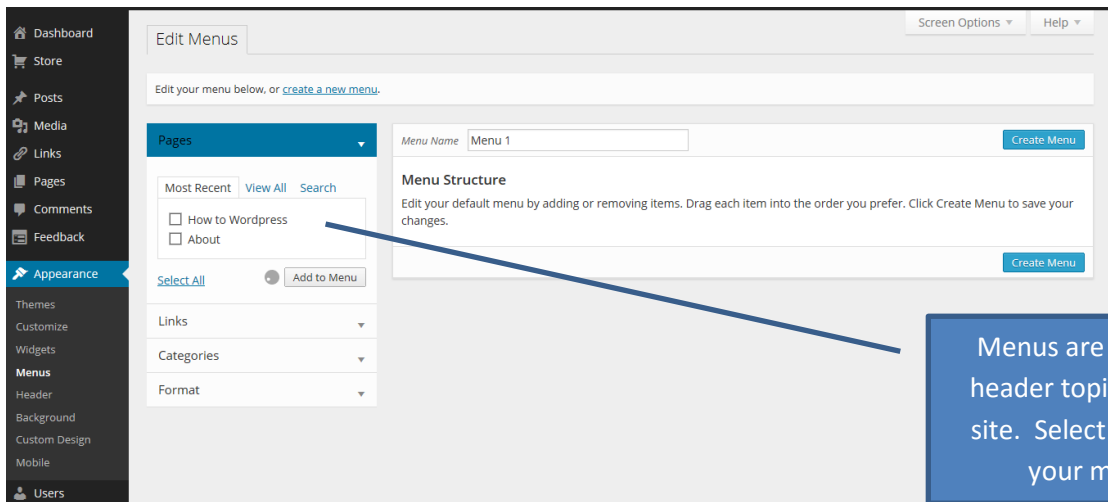 Dashboard
Store
Posts
Media
Links
Pages
Comments
Feedback
Appearance
Themes
Customize
Widgets
Menus
Header
Background
Custom Design
Mobile
Users
Screen Options
Help
Edit Menus
Edit your menu below, or create a new menu.
Pages
Most Recent View All Search
How to Wordpress
About
Select All Add to Menu
Links
Categories
Format
Menu Name Menu 1 Create Menu
Menu Structure
Edit your default menu by adding or removing items. Drag each item into the order you prefer. Click Create Menu to save your
changes.
Create Menu
Menus are
header topi
site. Select
your m